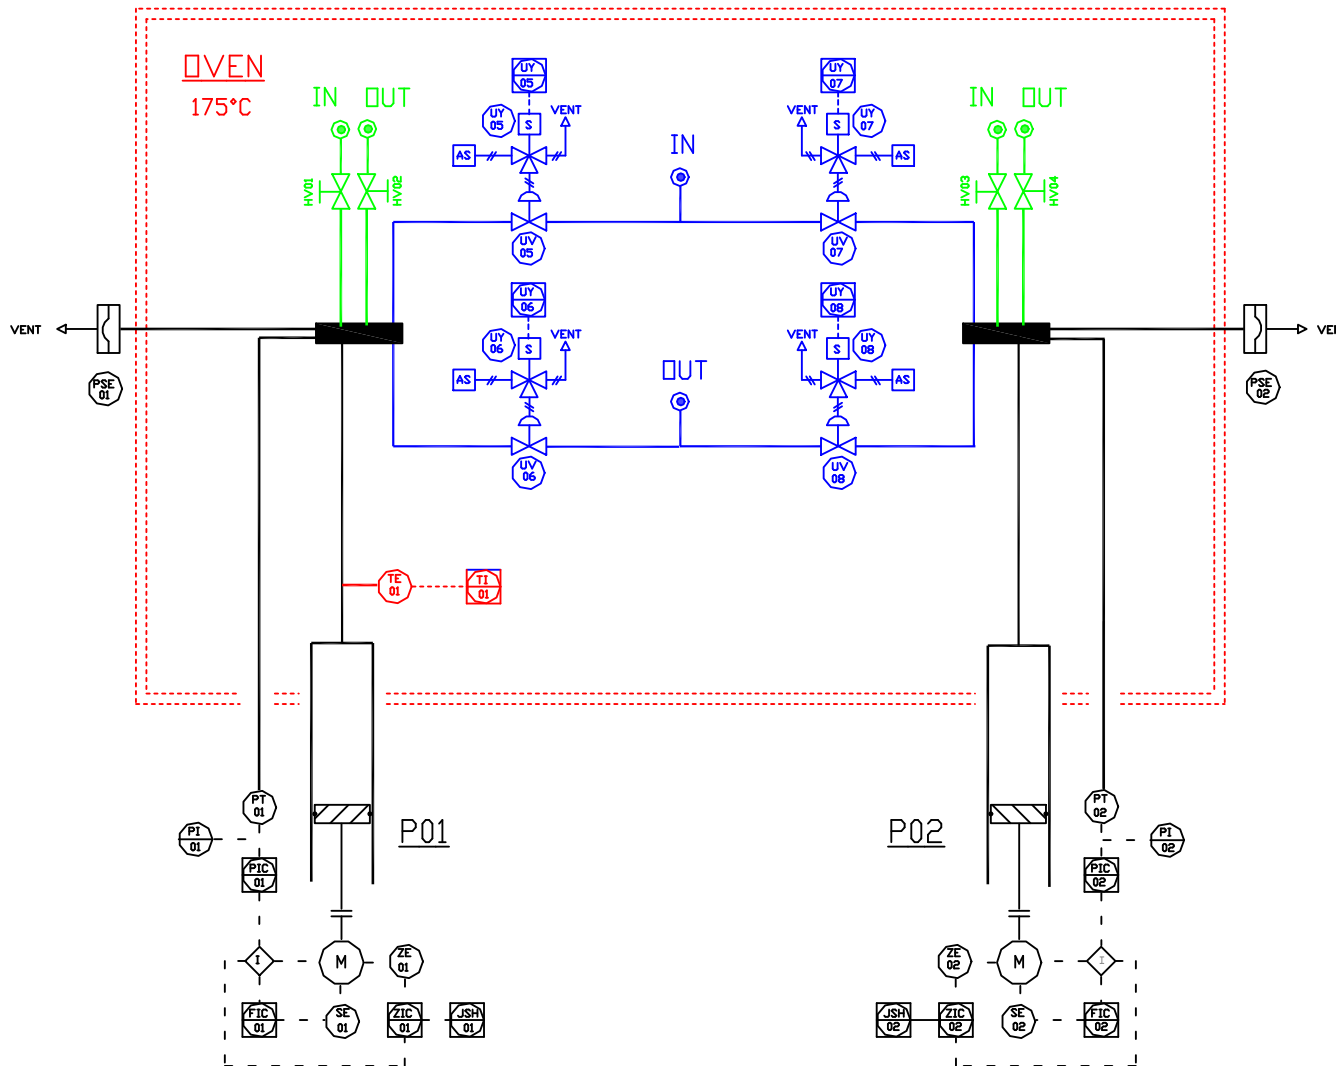 OVEN
175°C
IN
OUT
UY
05
UY
05
S
VENT
AS
IN
UY
07
VENT
UY
07
S
AS
IN
OUT
HV01
HV02
HV03
HV04
UV
05
UV
07
UY
06
UY
06
S
VENT
AS
UY
08
VENT
UY
08
S
AS
VENT
PSE
01
OUT
VEN
PSE
02
UV
06
UV
08
TE
01
TI
01
PT
01
PI
01
P01
PIC
01
P02
PT
02
PI
02
PIC
02
I
M
ZE
01
ZE
02
M
I
FIC
01
SE
01
ZIC
01
JSH
01
JSH
02
ZIC
02
SE
02
FIC
02